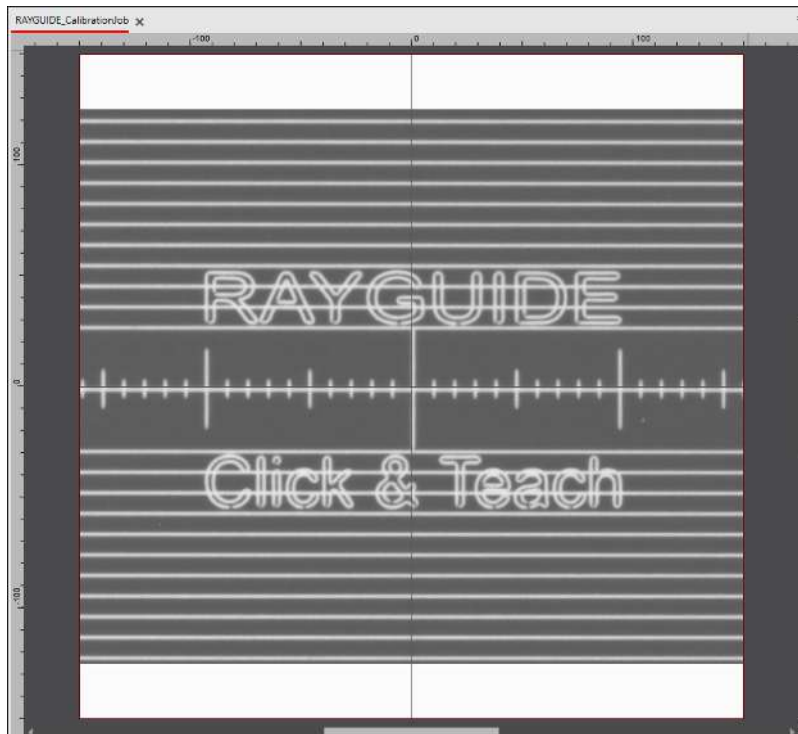 RAYGUIDE_CalibrationJob ×
-100 0 100
100
RAYGUIDE
0
Click & Teach
-100